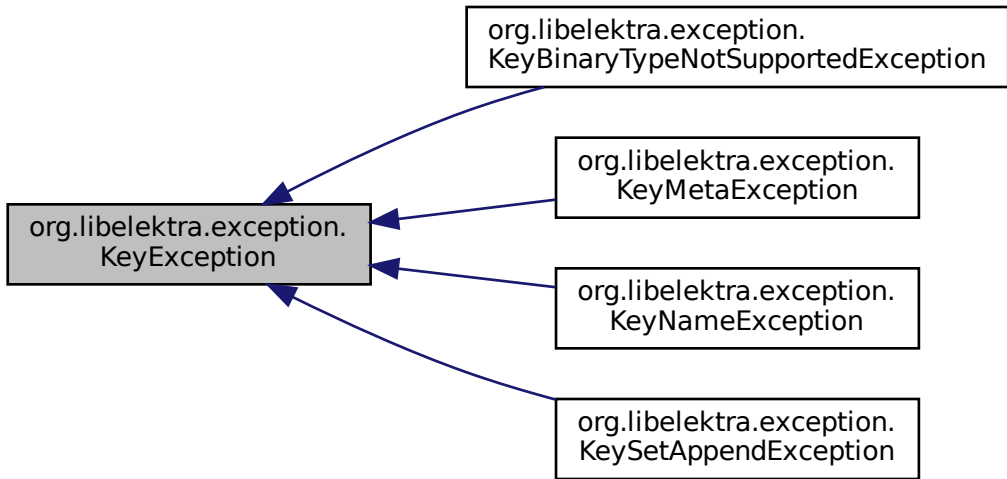 org.libelektra.exception.
KeyBinaryTypeNotSupportedException
org.libelektra.exception.
KeyMetaException
org.libelektra.exception.
KeyException
org.libelektra.exception.
KeyNameException
org.libelektra.exception.
KeySetAppendException